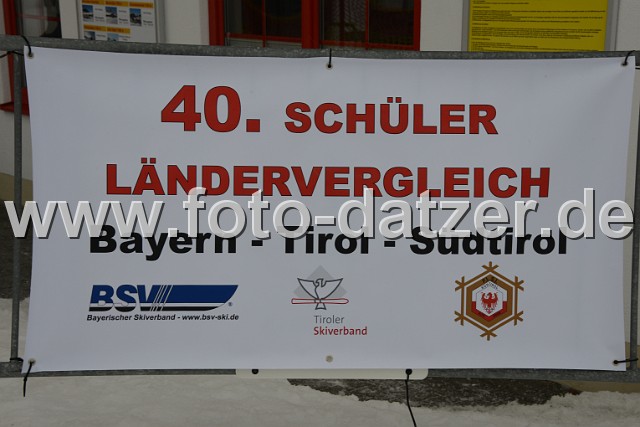 40. SCHÜLER
LÄNDERVERGLEICH
www.foto-datzer.de
Bayern - Tirol - Südtirol
BSV
Bayerischer Skiverband - www.bsv-ski.de
Tiroler
Skiverband